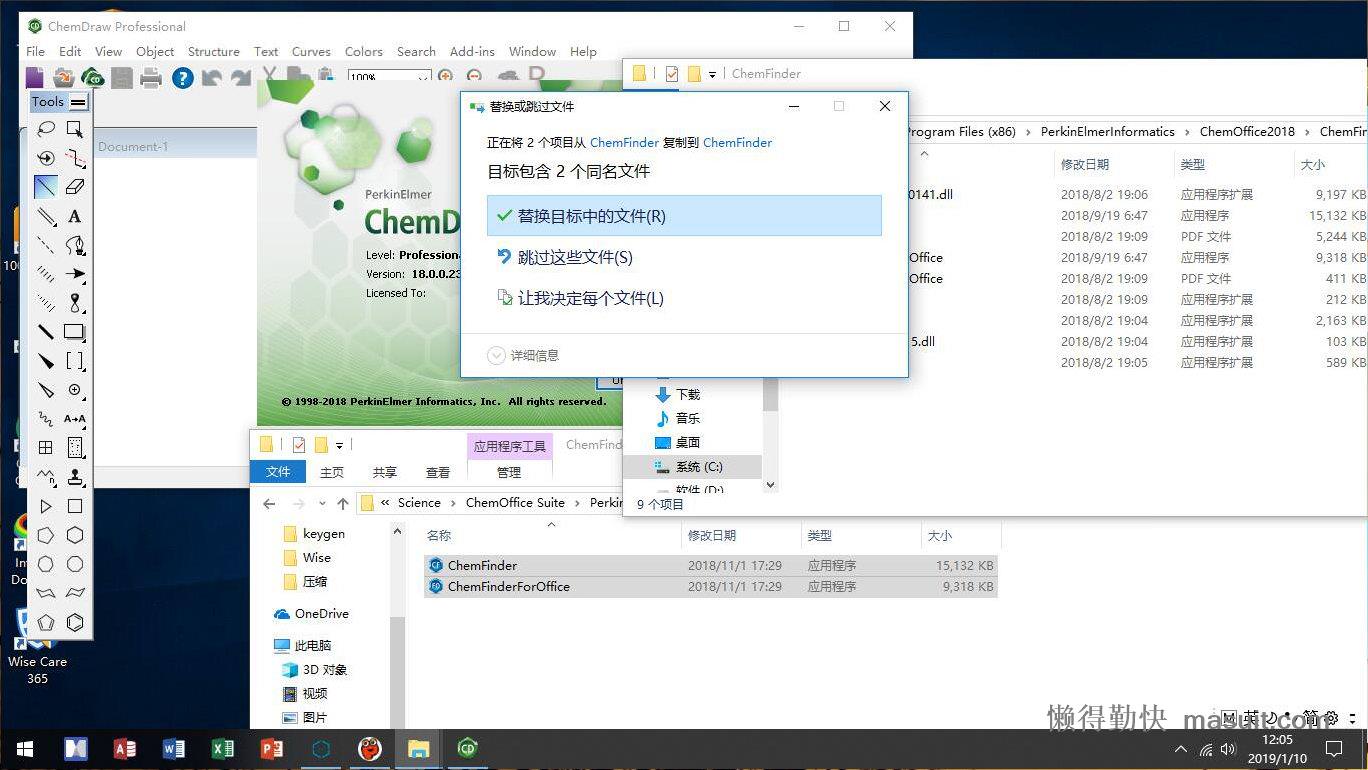 ChemDraw Professional
File Edit View Object Structure Text Curves Colors Search Add-ins Window Help
100%
Tools
Document-1
PerkinElmer
ChemD
Level: Profession
Version: 18.0.0.23
Licensed To:
© 1998-2018 PerkinElmer Informatics, Inc. All rights reserved.
ChemFinder
Program Files (x86) › PerkinElmerInformatics › ChemOffice2018 › ChemFin
修改日期 类型 大小
0141.dll 2018/8/2 19:06 应用程序扩展 9,197 KB
2018/9/19 6:47 应用程序 15,132 KB
2018/8/2 19:09 PDF 文件 5,244 KB
Office 2018/9/19 6:47 应用程序 9,318 KB
Office 2018/8/2 19:09 PDF 文件 411 KB
2018/8/2 19:09 应用程序扩展 212 KB
2018/8/2 19:04 应用程序扩展 2,163 KB
5.dll 2018/8/2 19:04 应用程序扩展 103 KB
2018/8/2 19:05 应用程序扩展 589 KB
下载
音乐
桌面
系统 (C:)
软件 (D:)
9 个项目
替换或跳过文件
正在将 2 个项目从 ChemFinder 复制到 ChemFinder
目标包含 2 个同名文件
替换目标中的文件(R)
跳过这些文件(S)
让我决定每个文件(L)
详细信息
应用程序工具 ChemFind
文件 主页 共享 查看 管理
« Science › ChemOffice Suite › Perki
名称 修改日期 类型 大小
ChemFinder 2018/11/1 17:29 应用程序 15,132 KB
ChemFinderForOffice 2018/11/1 17:29 应用程序 9,318 KB
keygen
Wise
压缩
OneDrive
此电脑
3D 对象
视频
图片
Wise Care
365
懒得勤快 masuit.com
英 简
12:05
2019/1/10